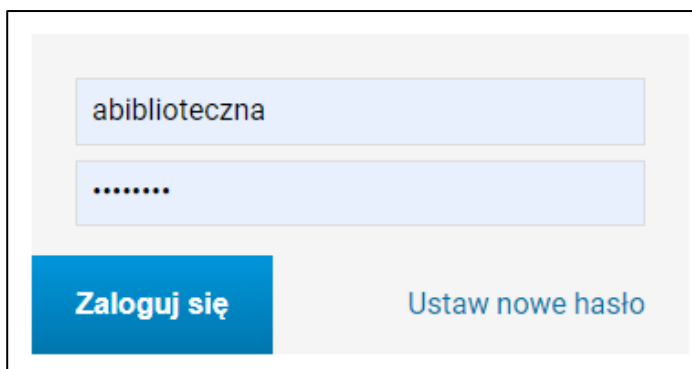 abiblioteczna
••••••••
Zaloguj się
Ustaw nowe hasło